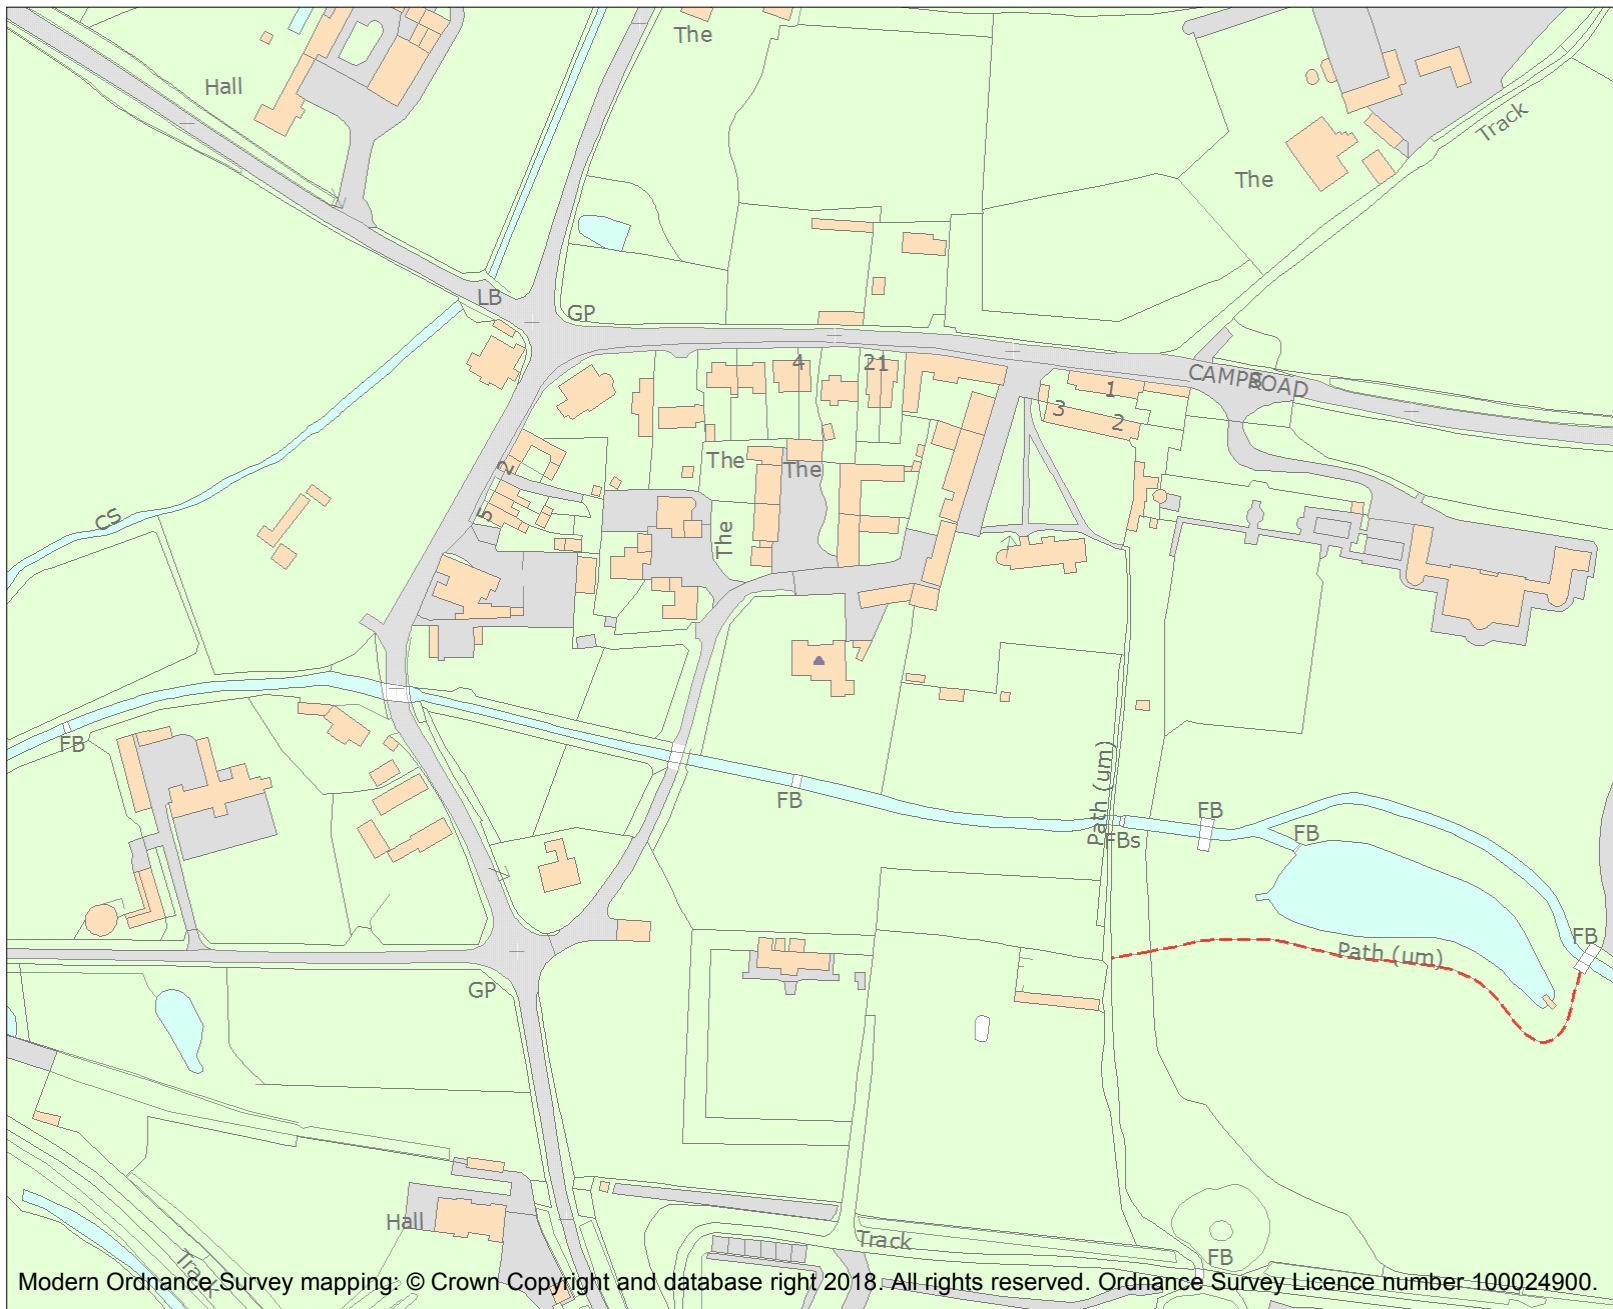 The
Hall
Track
The
LB
GP
4
21
CAMPS ROAD
1
3
2
The
The
2
CS
5
The
FB
Path (um)
FB
FB
FBs
FB
FB
Path (um)
GP
Hall
Track
FB
Track
Modern Ordnance Survey mapping: © Crown Copyright and database right 2018. All rights reserved. Ordnance Survey Licence number 100024900.